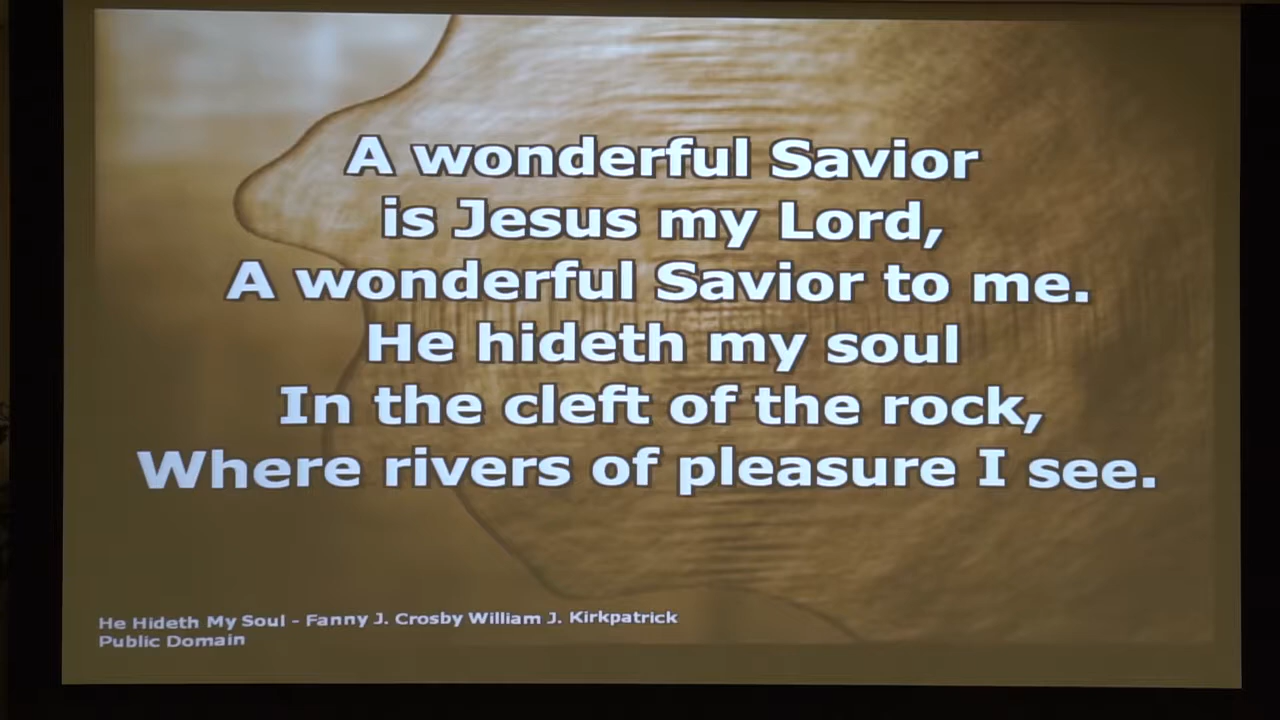 A wonderful Savior
is Jesus my Lord,
A wonderful Savior to me.
He hideth my soul
In the cleft of the rock,
Where rivers of pleasure I see.
He Hideth My Soul - Fanny J. Crosby William J. Kirkpatrick
Public Domain